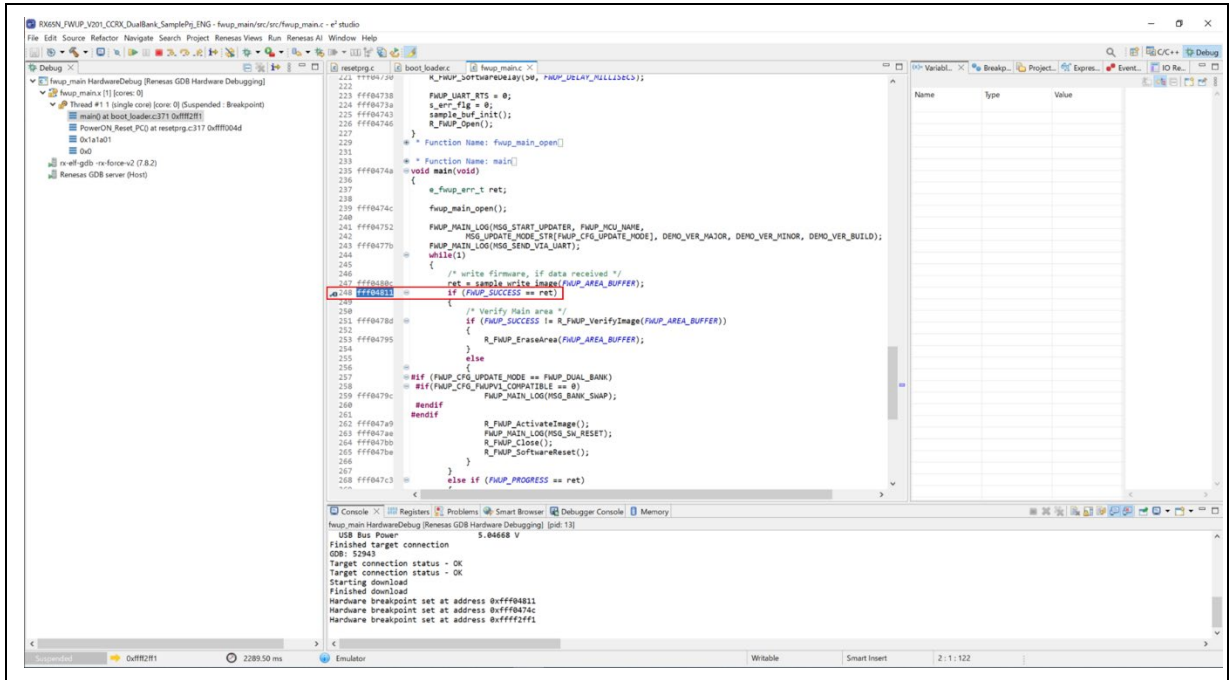 RX65N_FWUP_V201_CCRX_DualBank_SamplePrj_ENG - fwup_main/src/src/fwup_main.c - e² studio
File Edit Source Refactor Navigate Search Project Renesas Views Run Renesas AI Window Help
C/C++ Debug
Debug
fwup_main HardwareDebug [Renesas GDB Hardware Debugging]
fwup_main.x [1] [cores: 0]
Thread #1 1 (single core) [core: 0] (Suspended : Breakpoint)
main() at boot_loader.c:371 0xffff2ff1
PowerON_Reset_PC() at resetprg.c:317 0xffff004d
0x1a1a01
0x0
rx-elf-gdb -rx-force-v2 (7.8.2)
Renesas GDB server (Host)
resetprg.c boot_loader.c fwup_main.c
221 fff04730 R_FWUP_SoftwareDelay(50, FWUP_DELAY_MILLISECS);
222
223 fff04738 FWUP_UART_RTS = 0;
224 fff0473a s_err_flg = 0;
225 fff04743 sample_buf_init();
226 fff04746 R_FWUP_Open();
227 }
229 * Function Name: fwup_main_open
231
233 * Function Name: main
235 fff0474a void main(void)
236 {
237 e_fwup_err_t ret;
238
239 fff0474c fwup_main_open();
240
241 fff04752 FWUP_MAIN_LOG(MSG_START_UPDATER, FWUP_MCU_NAME,
242 MSG_UPDATE_MODE_STR[FWUP_CFG_UPDATE_MODE], DEMO_VER_MAJOR, DEMO_VER_MINOR, DEMO_VER_BUILD);
243 fff0477b FWUP_MAIN_LOG(MSG_SEND_VIA_UART);
244 while(1)
245 {
246 /* write firmware, if data received */
247 fff0480c ret = sample_write_image(FWUP_AREA_BUFFER);
248 fff04811 if (FWUP_SUCCESS == ret)
249 {
250 /* Verify Main area */
251 fff0478d if (FWUP_SUCCESS != R_FWUP_VerifyImage(FWUP_AREA_BUFFER))
252 {
253 fff04795 R_FWUP_EraseArea(FWUP_AREA_BUFFER);
254 }
255 else
256 {
257 #if (FWUP_CFG_UPDATE_MODE == FWUP_DUAL_BANK)
258 #if(FWUP_CFG_FWUPV1_COMPATIBLE == 0)
259 fff0479c FWUP_MAIN_LOG(MSG_BANK_SWAP);
260 #endif
261 #endif
262 fff047a9 R_FWUP_ActivateImage();
263 fff047ae FWUP_MAIN_LOG(MSG_SW_RESET);
264 fff047bb R_FWUP_Close();
265 fff047be R_FWUP_SoftwareReset();
266 }
267 }
268 fff047c3 else if (FWUP_PROGRESS == ret)
Variabl... Breakp... Project... Expres... Event... IO Re...
Name Type Value
Console Registers Problems Smart Browser Debugger Console Memory
fwup_main HardwareDebug [Renesas GDB Hardware Debugging] [pid: 13]
USB Bus Power 5.04668 V
Finished target connection
GDB: 52943
Target connection status - OK
Target connection status - OK
Starting download
Finished download
Hardware breakpoint set at address 0xfff04811
Hardware breakpoint set at address 0xfff0474c
Hardware breakpoint set at address 0xffff2ff1
Suspended 0xffff2ff1 2289.50 ms Emulator Writable Smart Insert 2 : 1 : 122